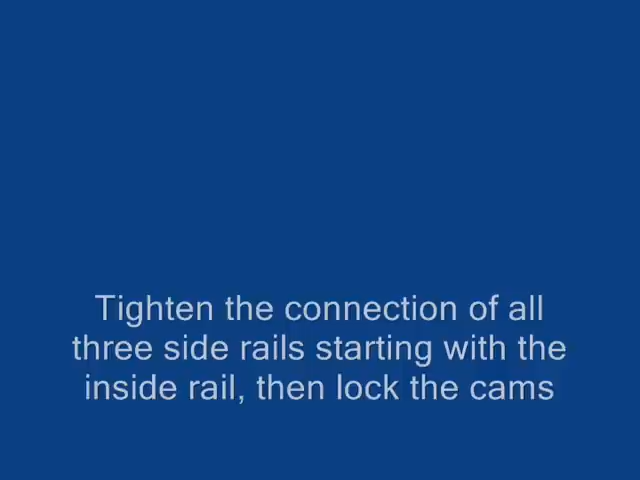 Tighten the connection of all
three side rails starting with the
inside rail, then lock the cams